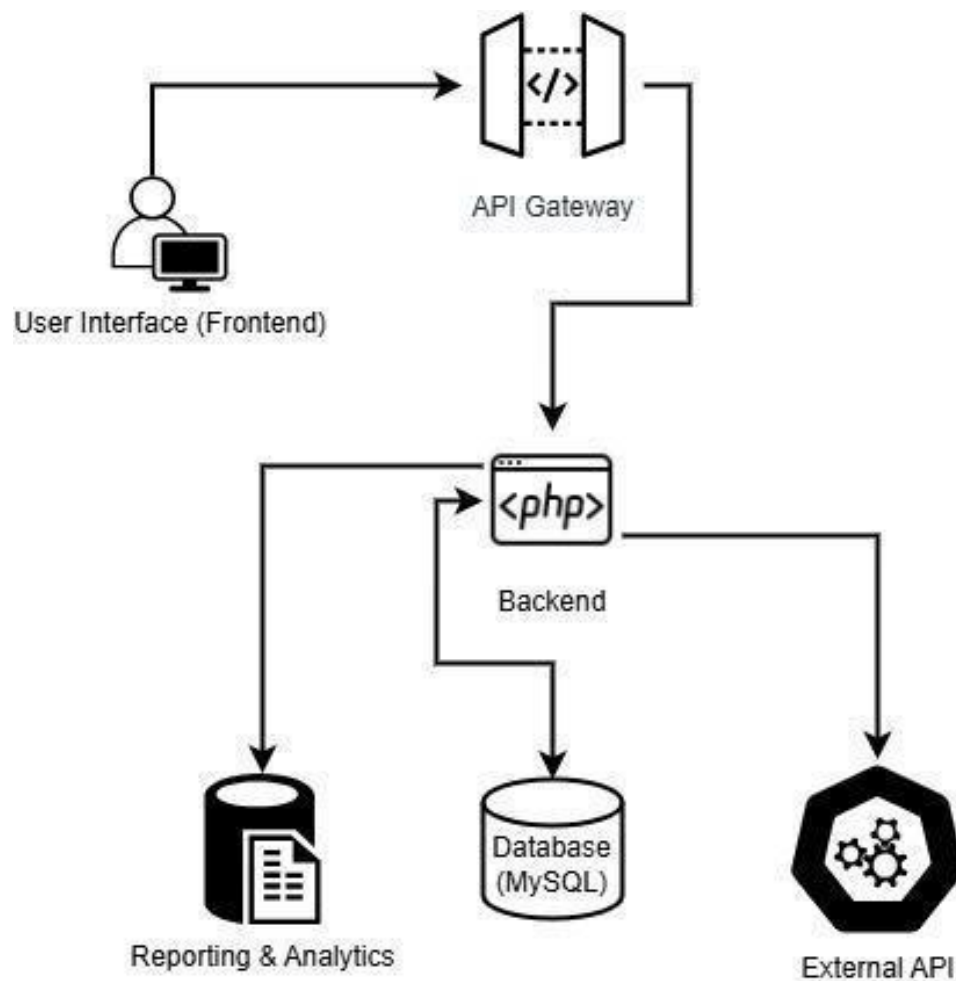 </>
API Gateway
User Interface (Frontend)
<php>
Backend
Database
(MySQL)
Reporting & Analytics
External API